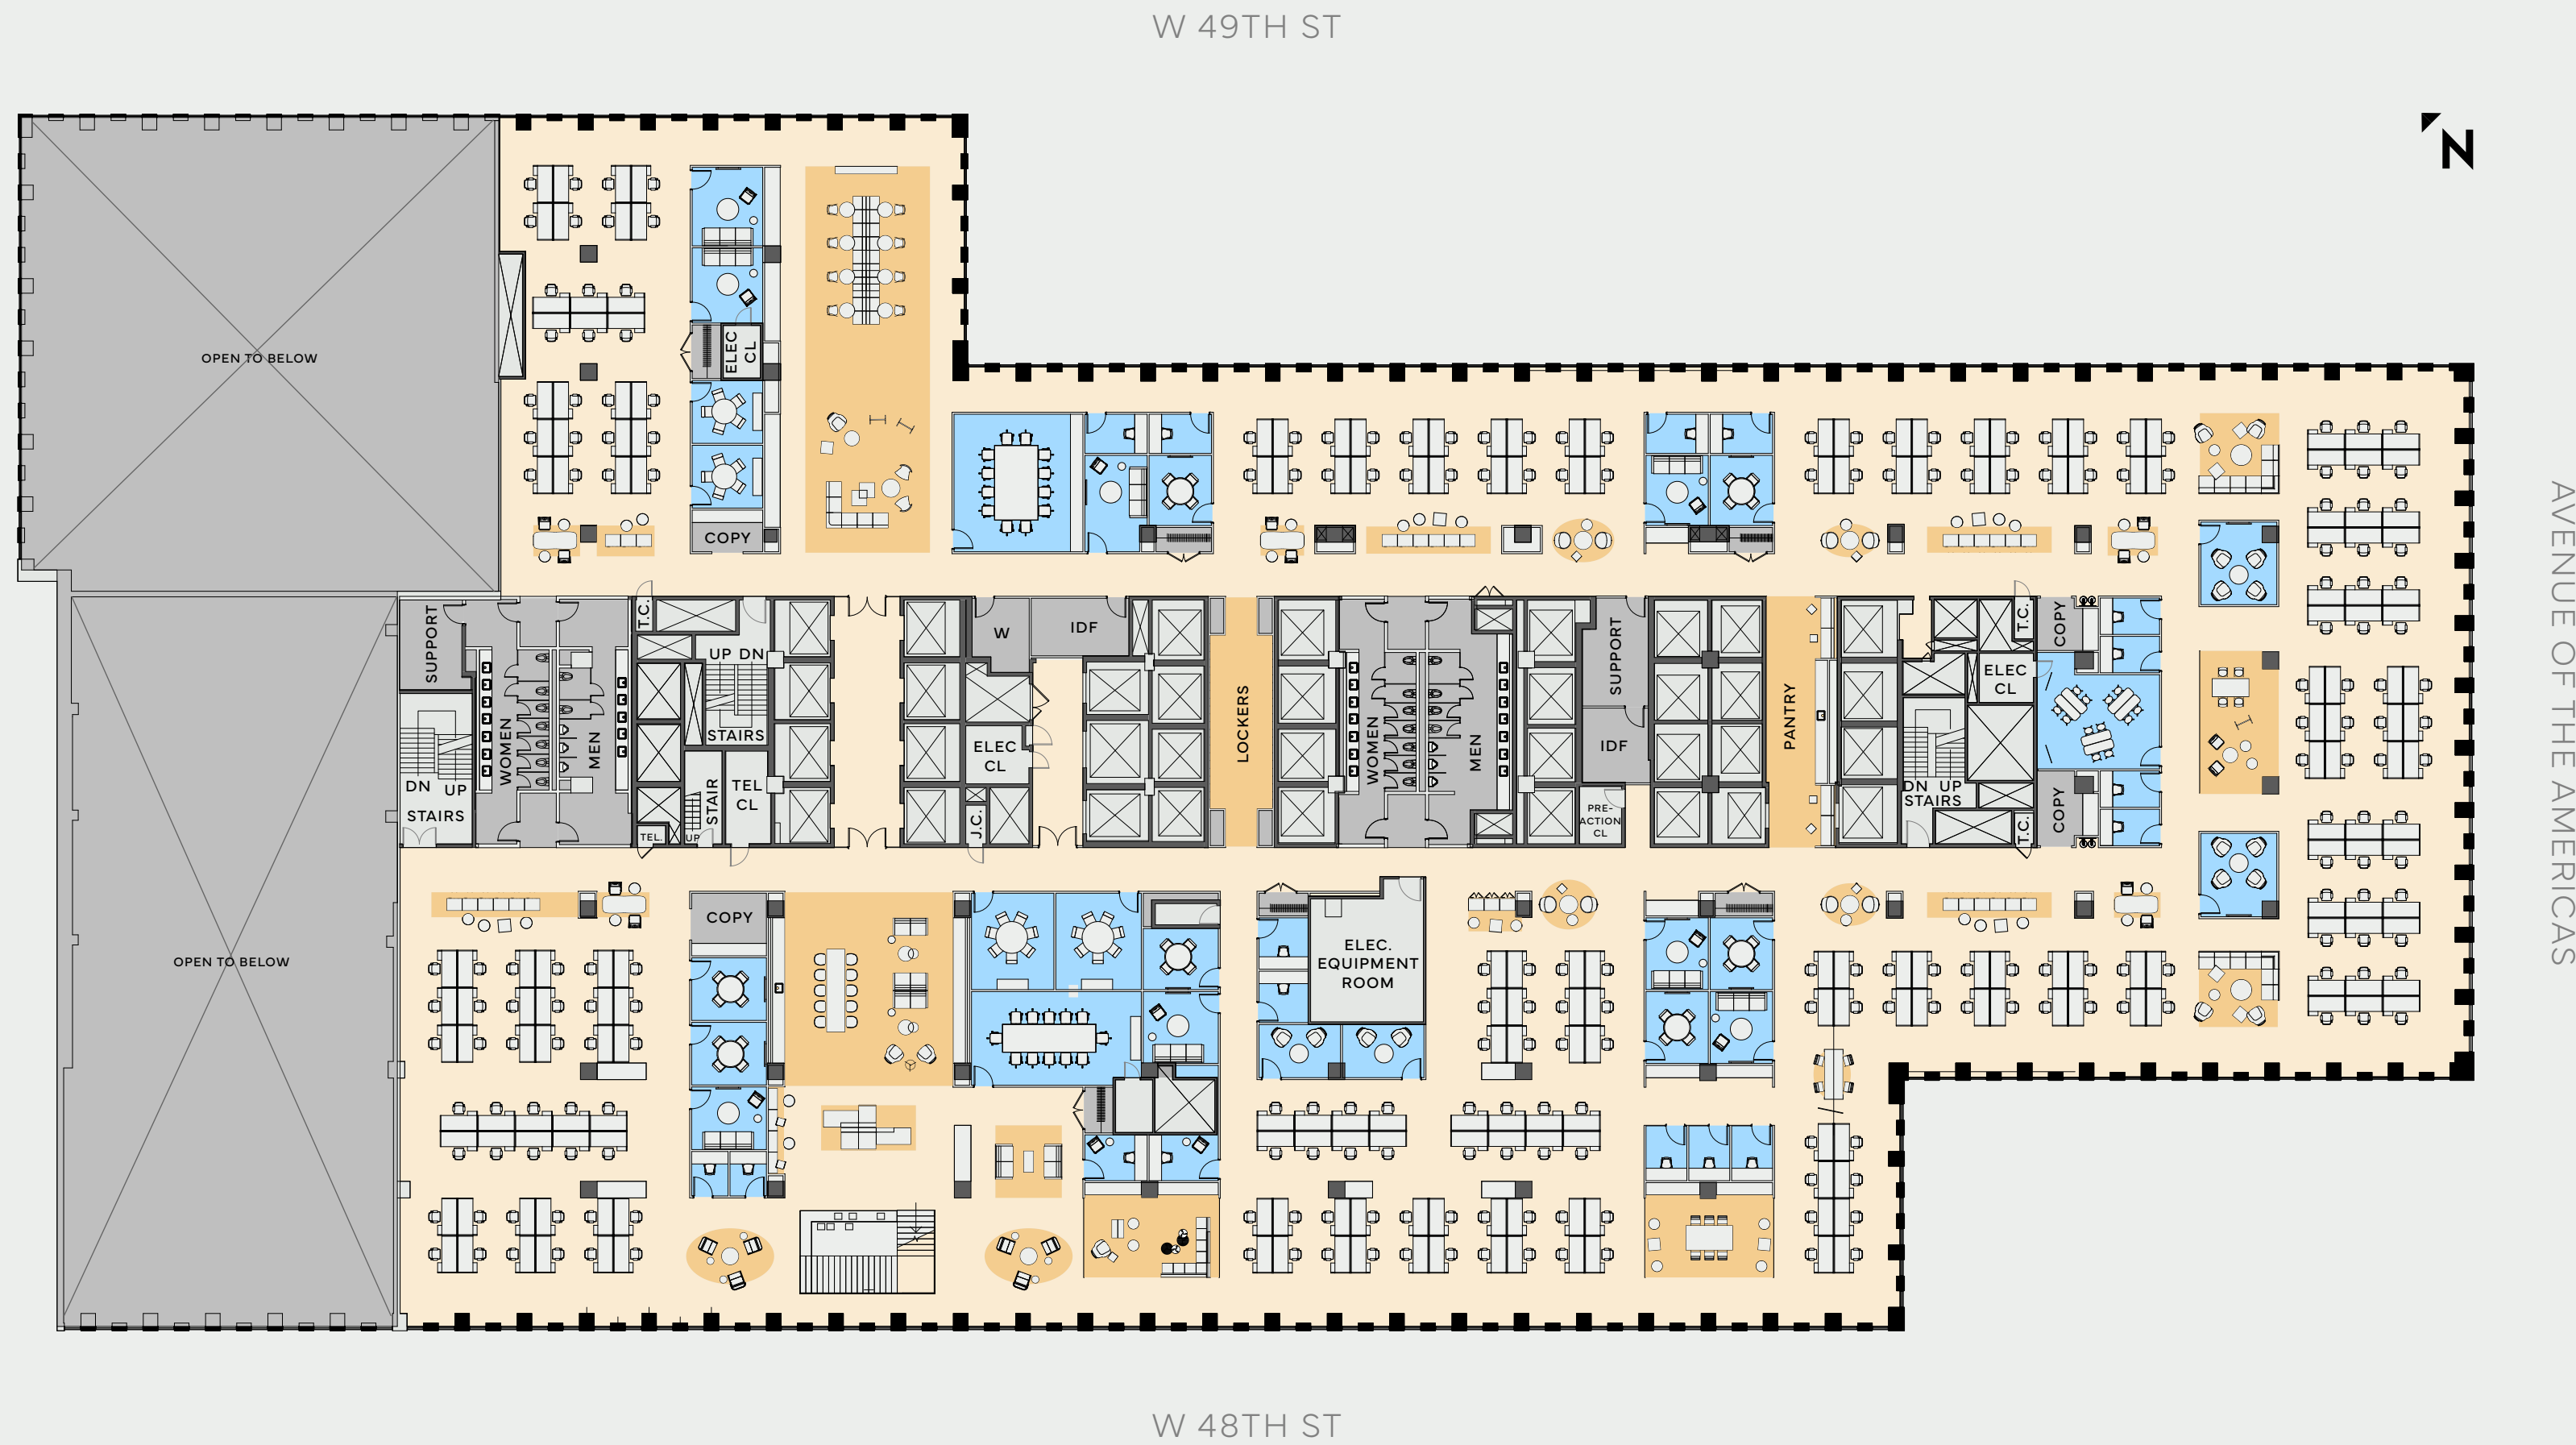 W 49TH ST
N
OPEN TO BELOW
ELEC
CL
COPY
SUPPORT
WOMEN
MEN
T.C.
UP DN
STAIRS
DN UP
STAIRS
TEL.
UP
STAIR
TEL
CL
W
IDF
ELEC
CL
J.C.
LOCKERS
WOMEN
MEN
SUPPORT
IDF
PRE-
ACTION
CL
PANTRY
T.C.
COPY
ELEC
CL
DN UP
STAIRS
T.C.
COPY
AVENUE OF THE AMERICAS
OPEN TO BELOW
COPY
ELEC.
EQUIPMENT
ROOM
W 48TH ST